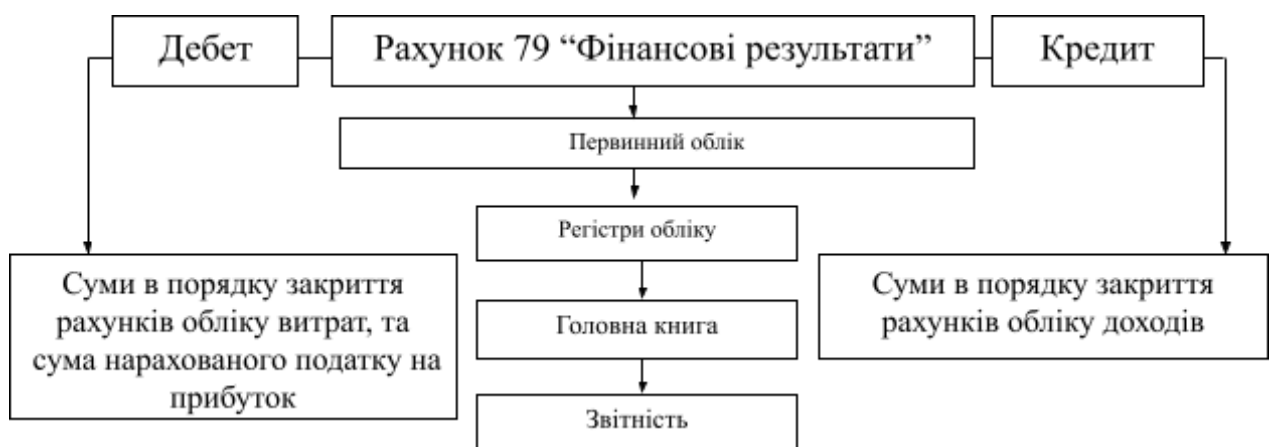 Дебет
Рахунок 79 “Фінансові результати”
Кредит
Первинний облік
Регістри обліку
Суми в порядку закриття
рахунків обліку витрат, та
сума нарахованого податку на
прибуток
Головна книга
Суми в порядку закриття
рахунків обліку доходів
Звітність